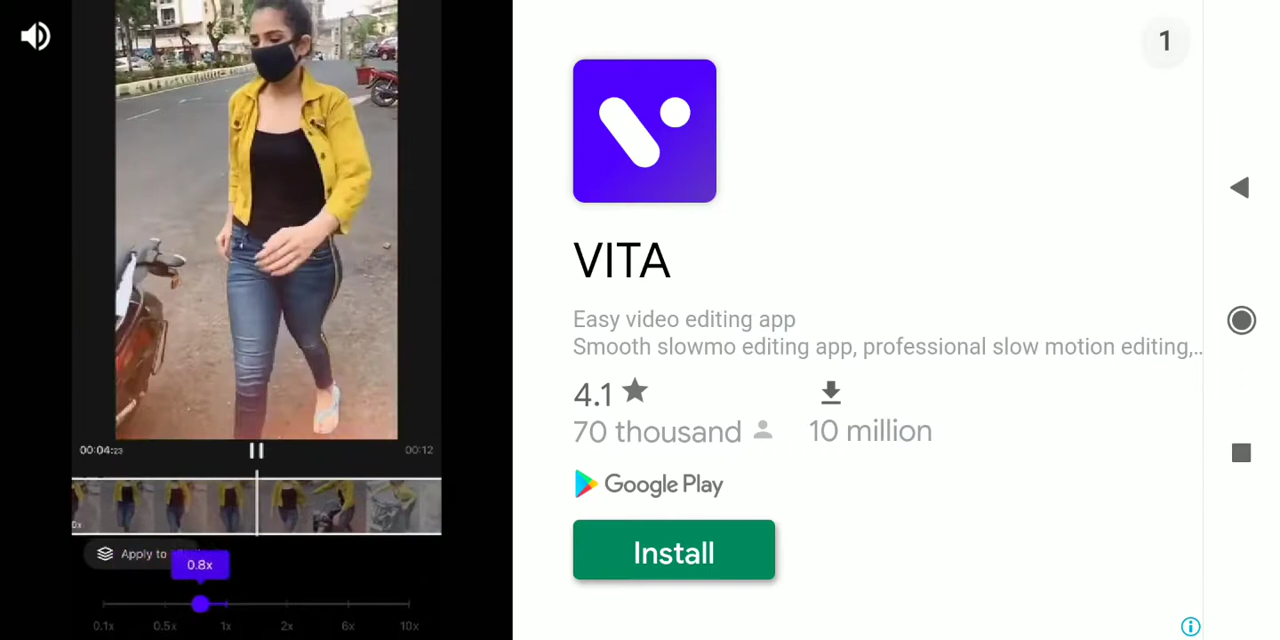 00:04:23
00:12
0x
Apply to
0.8x
0.1x 0.5x 1x 2x 6x 10x
1
VITA
Easy video editing app
Smooth slowmo editing app, professional slow motion editing,..
4.1
70 thousand
10 million
Google Play
Install